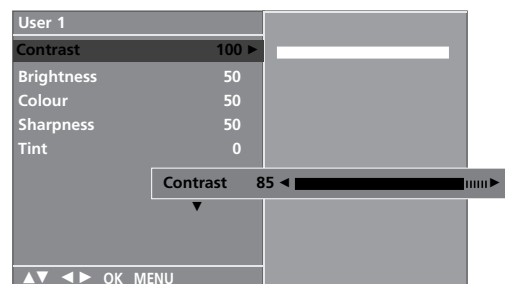 User 1
Contrast 100 ►
Brightness 50
Colour 50
Sharpness 50
Tint 0
Contrast 85 ◄ ►
▼
▲▼ ◄► OK MENU